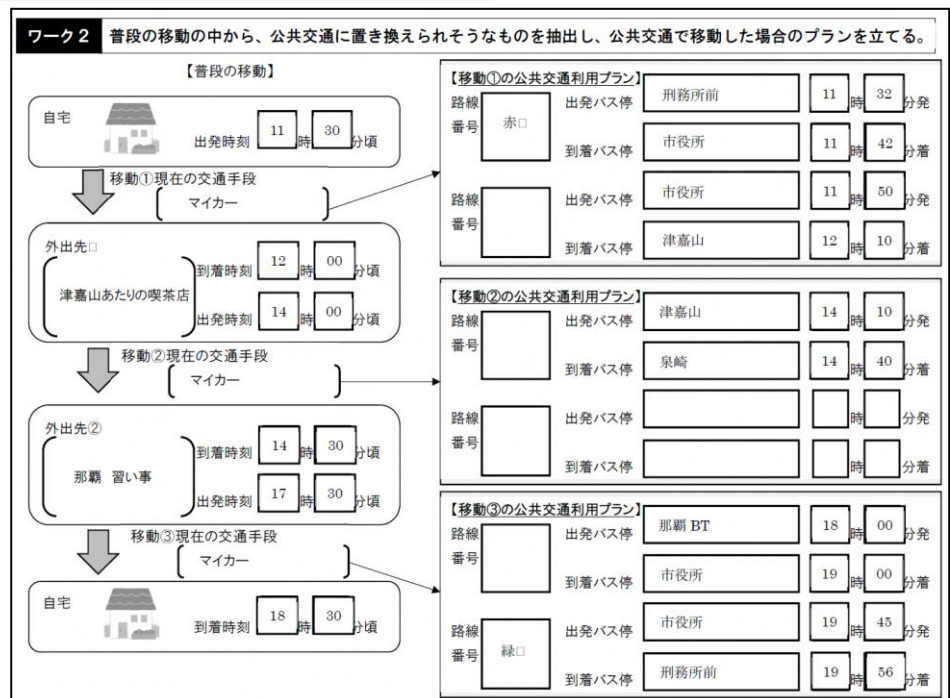 ワーク2 普段の移動の中から、公共交通に置き換えられそうなものを抽出し、公共交通で移動した場合のプランを立てる。
【普段の移動】
自宅
出発時刻 11 時 30 分頃
移動①現在の交通手段
マイカー
外出先□
津嘉山あたりの喫茶店
到着時刻 12 時 00 分頃
出発時刻 14 時 00 分頃
移動②現在の交通手段
マイカー
外出先②
那覇 習い事
到着時刻 14 時 30 分頃
出発時刻 17 時 30 分頃
移動③現在の交通手段
マイカー
自宅
到着時刻 18 時 30 分頃
【移動①の公共交通利用プラン】
路線番号 赤□
出発バス停 刑務所前 11 時 32 分発
到着バス停 市役所 11 時 42 分着
路線番号
出発バス停 市役所 11 時 50 分発
到着バス停 津嘉山 12 時 10 分着
【移動②の公共交通利用プラン】
路線番号
出発バス停 津嘉山 14 時 10 分発
到着バス停 泉崎 14 時 40 分着
路線番号
出発バス停 時 分発
到着バス停 時 分着
【移動③の公共交通利用プラン】
路線番号
出発バス停 那覇 BT 18 時 00 分発
到着バス停 市役所 19 時 00 分着
路線番号 緑□
出発バス停 市役所 19 時 45 分発
到着バス停 刑務所前 19 時 56 分着